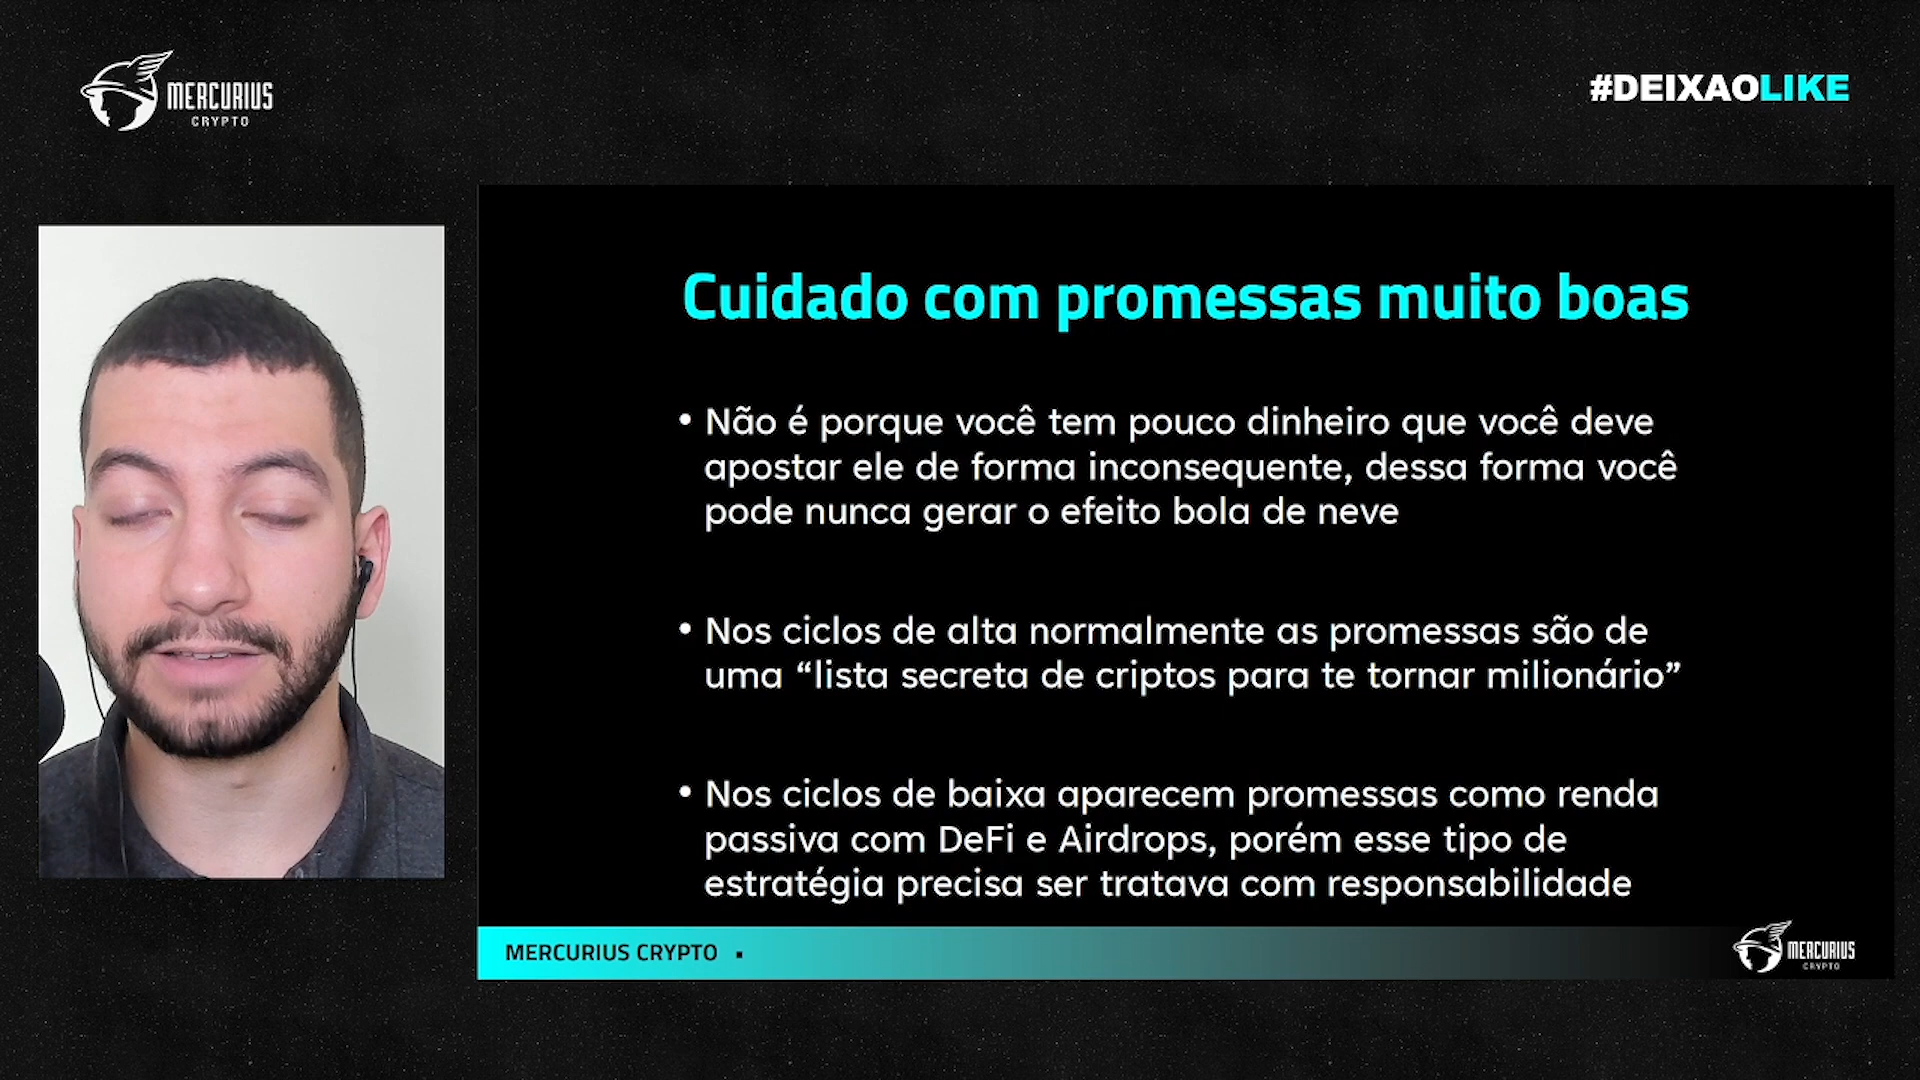 MERCURIUS
CRYPTO
#DEIXAOLIKE
Cuidado com promessas muito boas
• Não é porque você tem pouco dinheiro que você deve
apostar ele de forma inconsequente, dessa forma você
pode nunca gerar o efeito bola de neve
• Nos ciclos de alta normalmente as promessas são de
uma “lista secreta de criptos para te tornar milionário”
• Nos ciclos de baixa aparecem promessas como renda
passiva com DeFi e Airdrops, porém esse tipo de
estratégia precisa ser tratava com responsabilidade
MERCURIUS CRYPTO ▪
MERCURIUS
CRYPTO